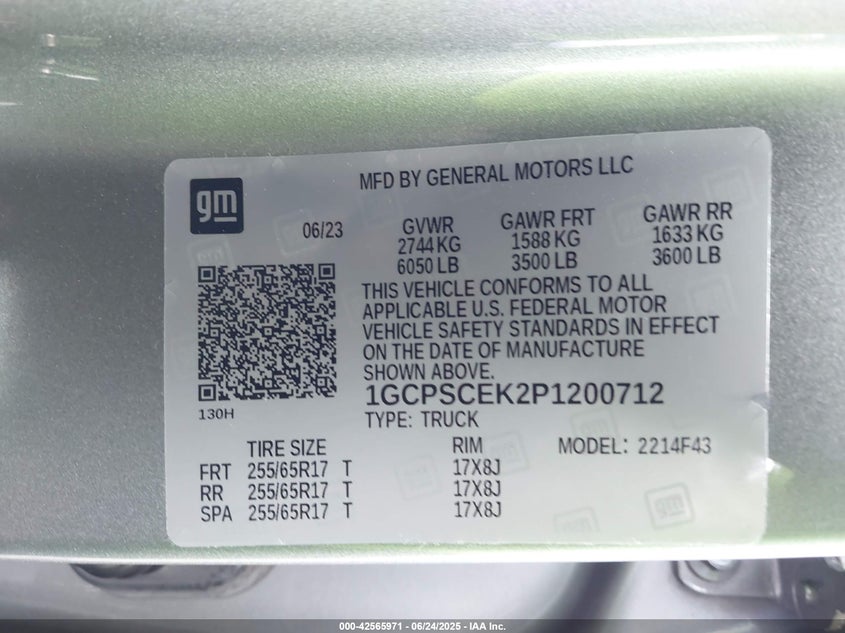 MFD BY GENERAL MOTORS LLC
gm
06/23
GVWR
2744 KG
6050 LB
GAWR FRT
1588 KG
3500 LB
GAWR RR
1633 KG
3600 LB
THIS VEHICLE CONFORMS TO ALL
APPLICABLE U.S. FEDERAL MOTOR
VEHICLE SAFETY STANDARDS IN EFFECT
ON THE DATE OF MANUFACTURE
SHOWN ABOVE.
1GCPSCEK2P1200712
130H
TYPE: TRUCK
TIRE SIZE RIM MODEL: 2214F43
FRT 255/65R17 T 17X8J
RR 255/65R17 T 17X8J
SPA 255/65R17 T 17X8J
gm
000-42565971 - 06/24/2025 - IAA Inc.